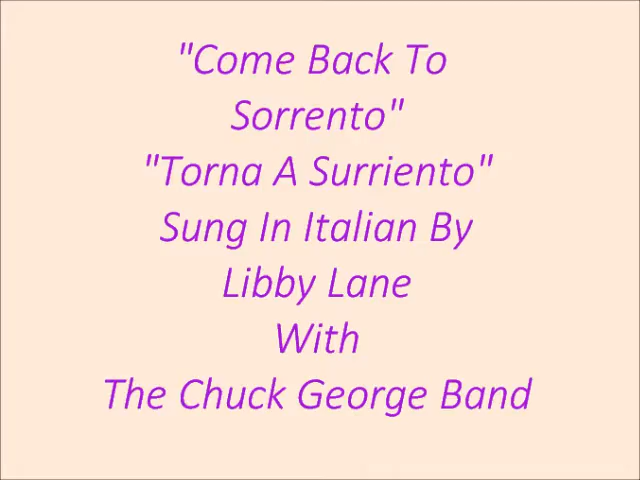 "Come Back To
Sorrento"
"Torna A Surriento"
Sung In Italian By
Libby Lane
With
The Chuck George Band